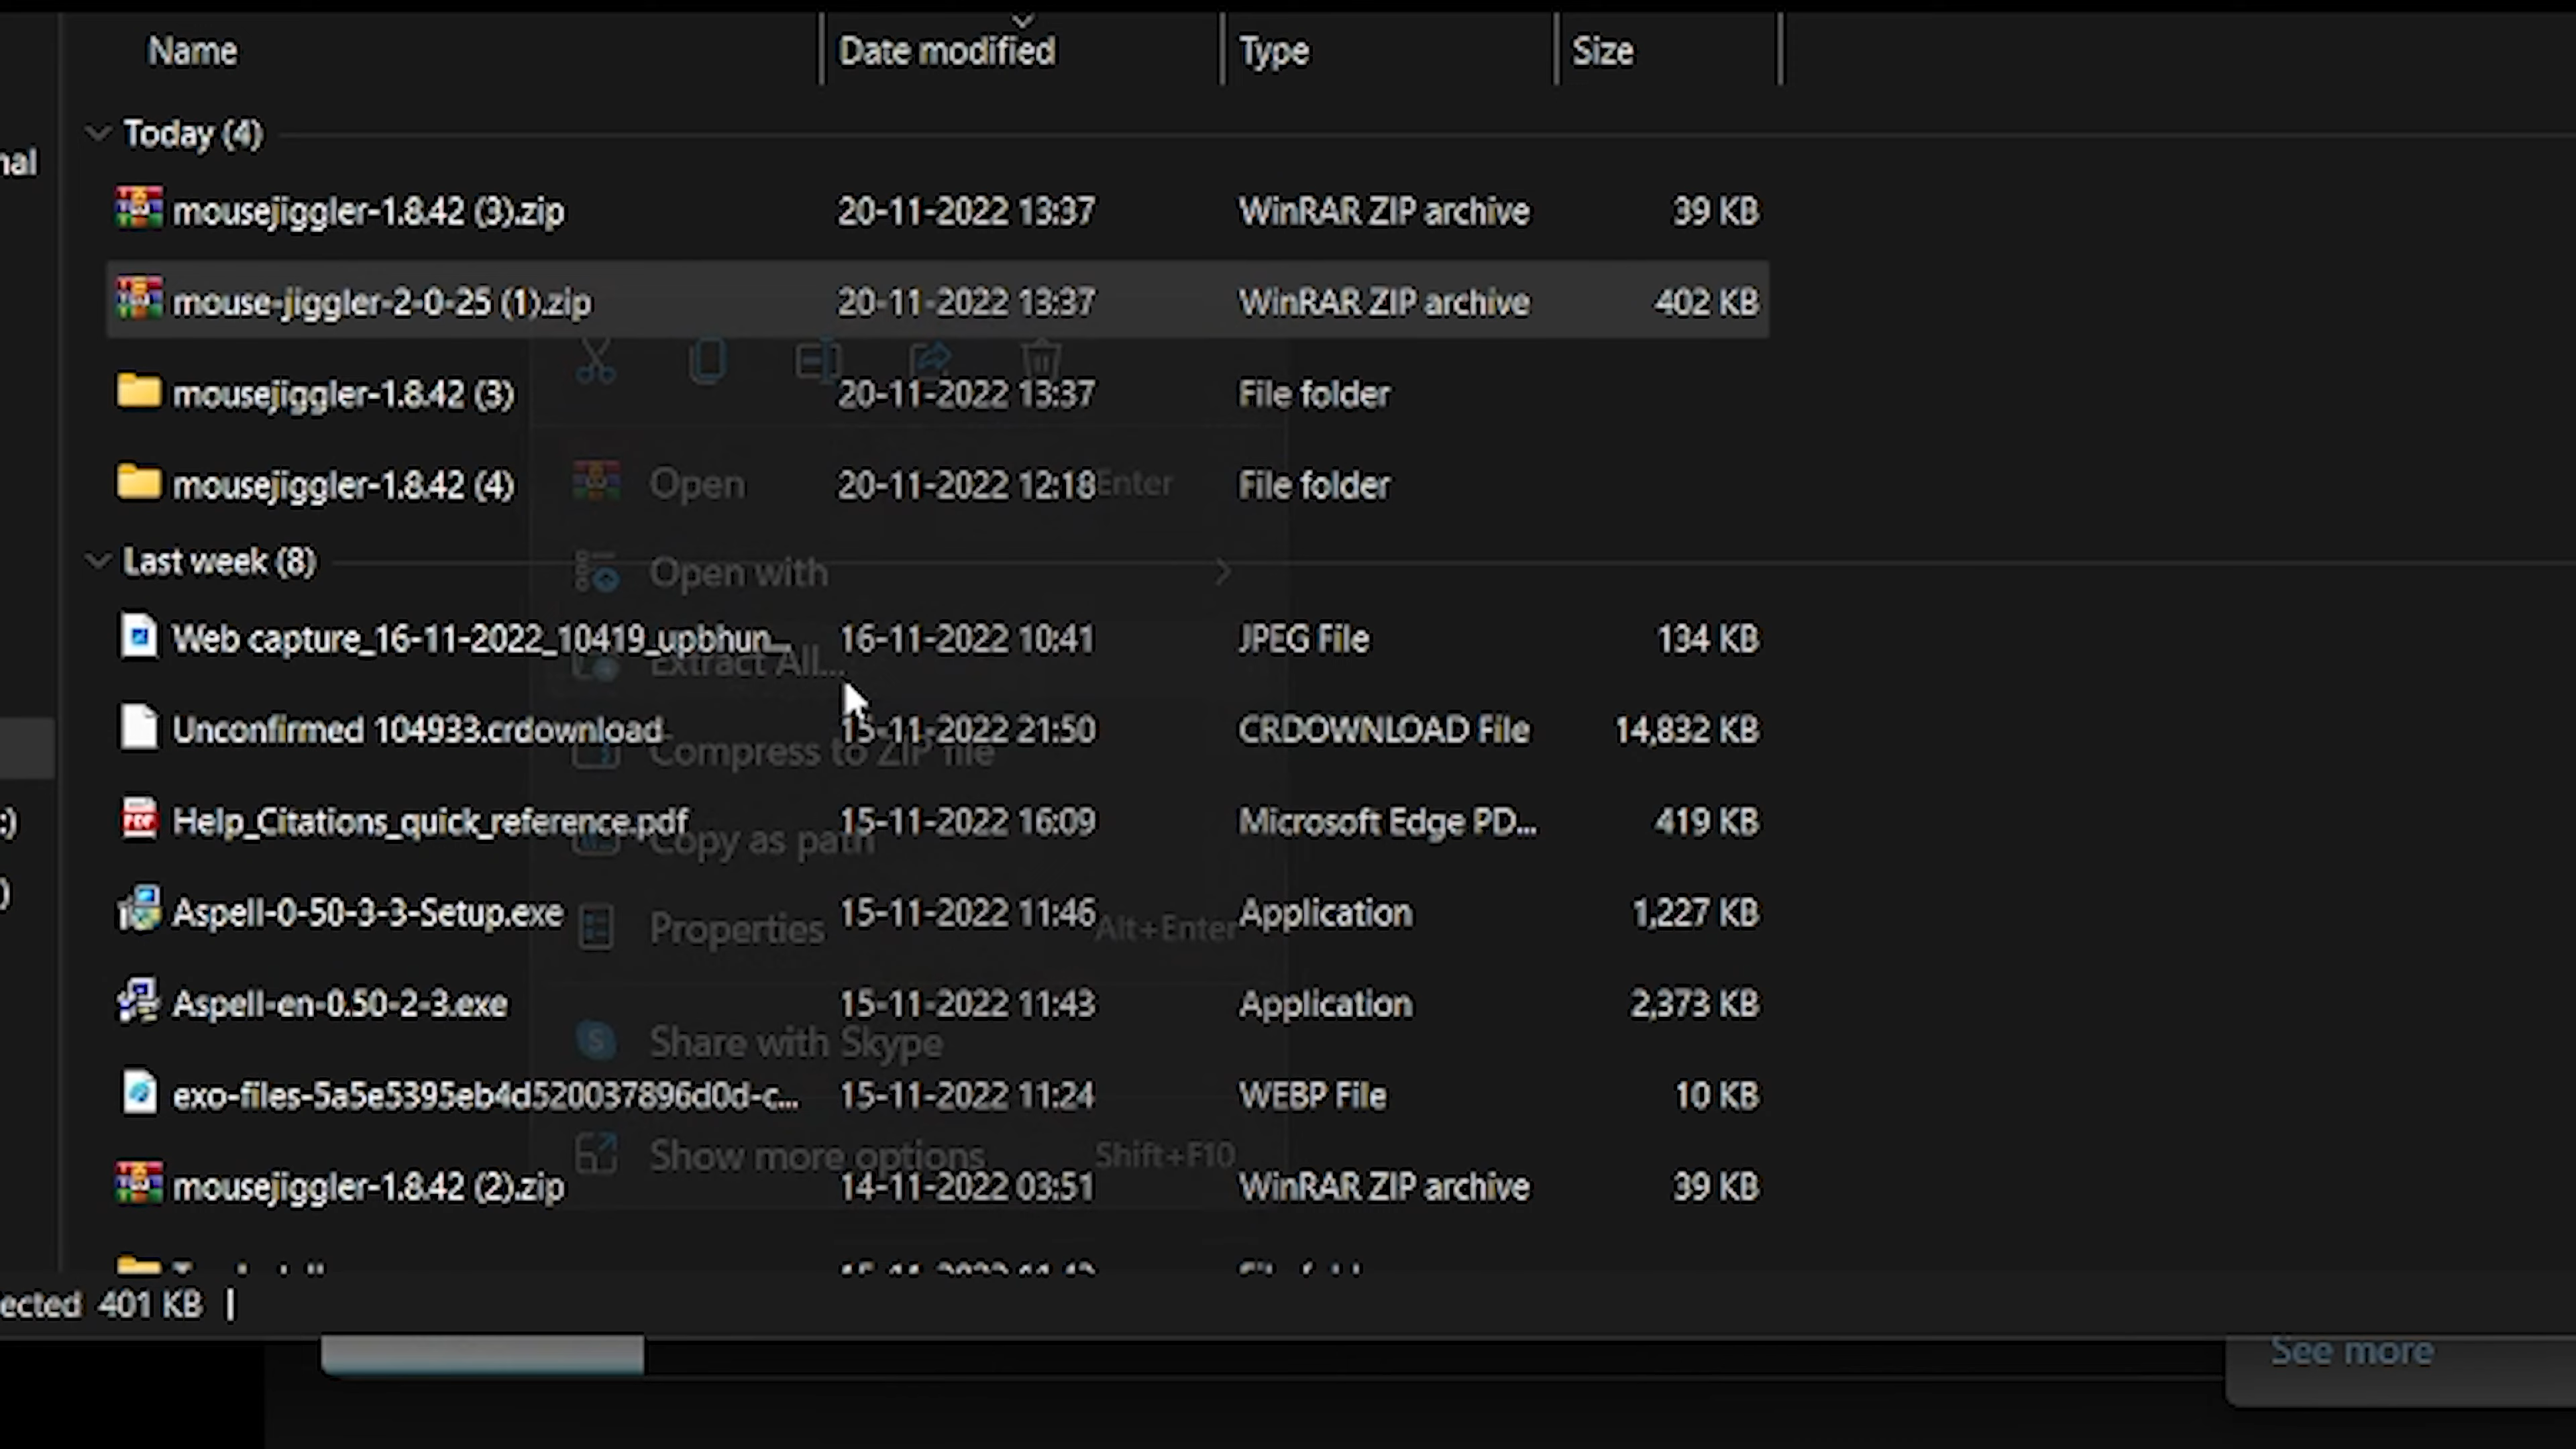 Name Date modified Type Size
Today (4)
nal
mousejiggler-1.8.42 (3).zip 20-11-2022 13:37 WinRAR ZIP archive 39 KB
mouse-jiggler-2-0-25 (1).zip 20-11-2022 13:37 WinRAR ZIP archive 402 KB
mousejiggler-1.8.42 (3) 20-11-2022 13:37 File folder
mousejiggler-1.8.42 (4) 20-11-2022 12:18 File folder
Open Enter
Last week (8)
Open with
Web capture_16-11-2022_10419_upbhun... 16-11-2022 10:41 JPEG File 134 KB
Extract All...
Unconfirmed 104933.crdownload 15-11-2022 21:50 CRDOWNLOAD File 14,832 KB
Compress to ZIP file
Help_Citations_quick_reference.pdf 15-11-2022 16:09 Microsoft Edge PD... 419 KB
:)
Copy as path
)
Aspell-0-50-3-3-Setup.exe 15-11-2022 11:46 Application 1,227 KB
Properties Alt+Enter
Aspell-en-0.50-2-3.exe 15-11-2022 11:43 Application 2,373 KB
Share with Skype
exo-files-5a5e5395eb4d520037896d0d-c... 15-11-2022 11:24 WEBP File 10 KB
Show more options Shift+F10
mousejiggler-1.8.42 (2).zip 14-11-2022 03:51 WinRAR ZIP archive 39 KB
ected 401 KB
See more